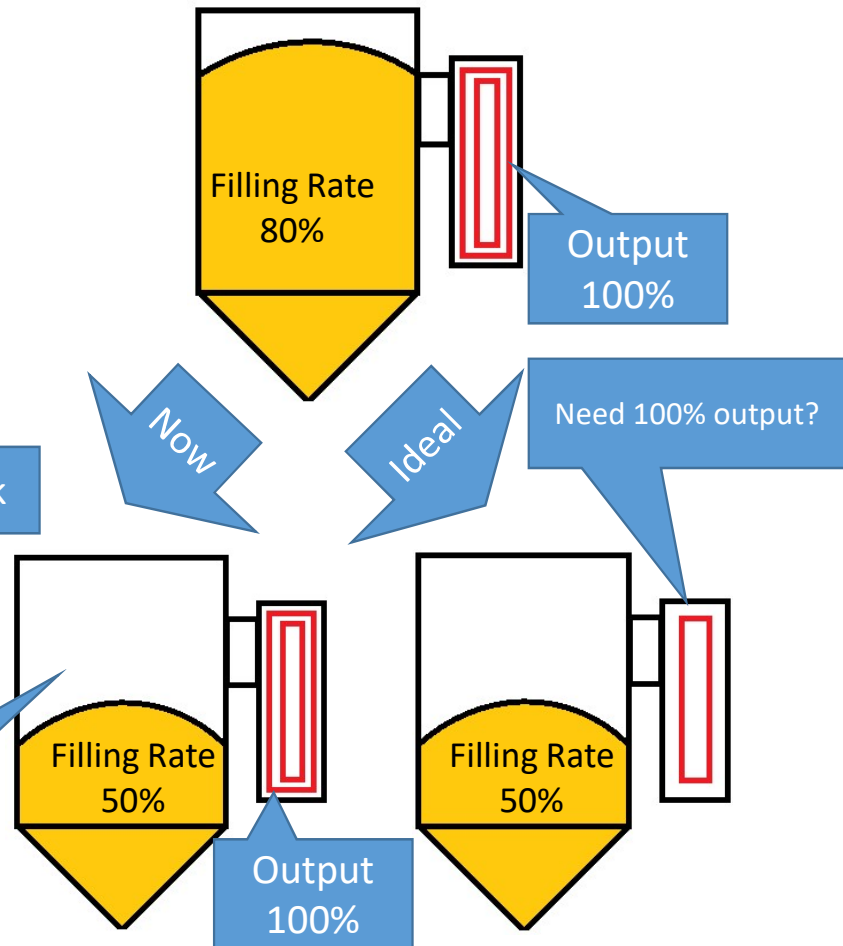 Filling Rate
80%
Output
100%
Now
Ideal
Need 100% output?
Filling Rate
50%
Filling Rate
50%
Output
100%